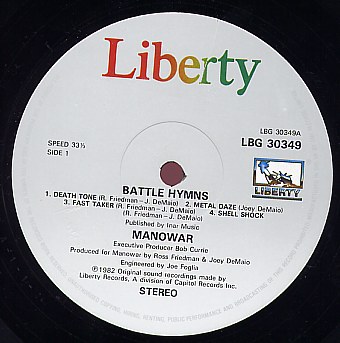 Liberty
LBG 30349A
SPEED 33⅓
LBG 30349
SIDE 1
LIBERTY
BATTLE HYMNS
1. DEATH TONE (R. Friedman – J. DeMaio) 2. METAL DAZE (Joey DeMaio)
3. FAST TAKER (R. Friedman – J. DeMaio) 4. SHELL SHOCK
(R. Friedman – J. DeMaio)
Published by Inar Music
MANOWAR
Executive Producer Bob Currie
Produced for Manowar by Ross Friedman & Joey DeMaio
Engineered by Joe Foglia
℗1982 Original sound recordings made by
Liberty Records, A division of Capitol Records Inc.
STEREO